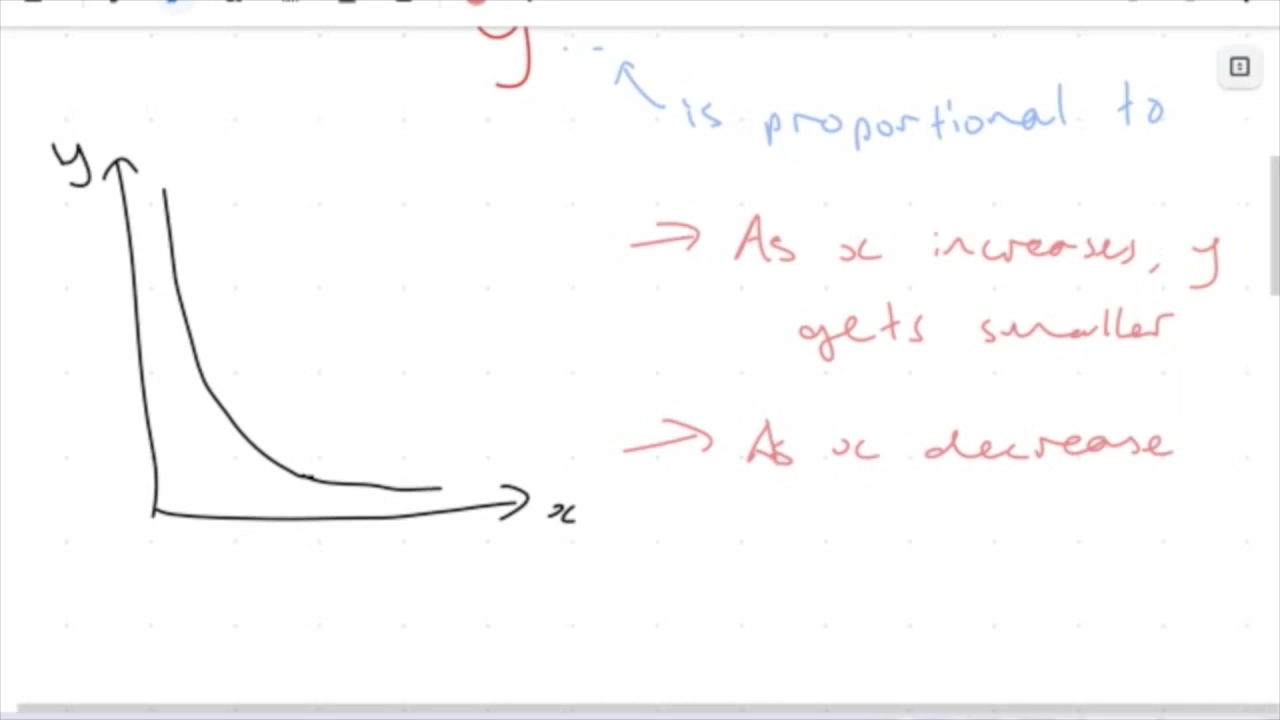 y
is proportional to
y
→ As x increases, y
gets smaller
→ As x decrease
x